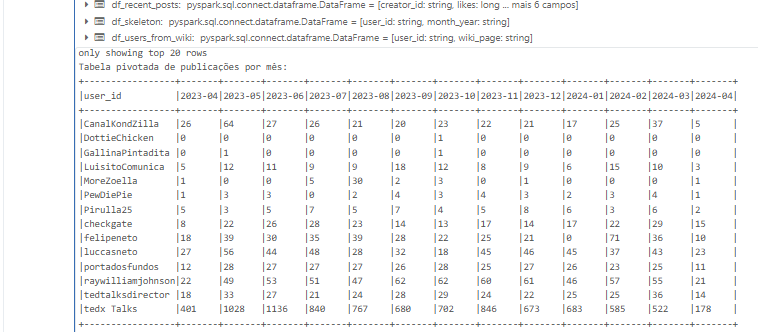 df_recent_posts: pyspark.sql.connect.dataframe.DataFrame = [creator_id: string, likes: long ... mais 6 campos]
df_skeleton: pyspark.sql.connect.dataframe.DataFrame = [user_id: string, month_year: string]
df_users_from_wiki: pyspark.sql.connect.dataframe.DataFrame = [user_id: string, wiki_page: string]
only showing top 20 rows
Tabela pivotada de publicações por mês:
+----------------+-------+-------+-------+-------+-------+-------+-------+-------+-------+-------+-------+-------+-------+
|user_id         |2023-04|2023-05|2023-06|2023-07|2023-08|2023-09|2023-10|2023-11|2023-12|2024-01|2024-02|2024-03|2024-04|
+----------------+-------+-------+-------+-------+-------+-------+-------+-------+-------+-------+-------+-------+-------+
|CanalKondZilla  |26     |64     |27     |26     |21     |20     |23     |22     |21     |17     |25     |37     |5      |
|DottieChicken   |0      |0      |0      |0      |0      |0      |1      |0      |0      |0      |0      |0      |0      |
|GallinaPintadita|0      |1      |0      |0      |0      |0      |1      |0      |0      |0      |0      |0      |0      |
|LuisitoComunica |5      |12     |11     |9      |9      |18     |12     |8      |9      |6      |15     |10     |3      |
|MoreZoella      |1      |0      |0      |5      |30     |2      |3      |0      |1      |0      |0      |0      |1      |
|PewDiePie       |1      |3      |3      |0      |2      |4      |3      |4      |3      |2      |3      |4      |1      |
|Pirulla25       |5      |3      |5      |7      |5      |7      |4      |5      |8      |6      |3      |6      |2      |
|checkgate       |8      |22     |26     |28     |23     |14     |13     |17     |14     |17     |22     |29     |15     |
|felipeneto      |18     |39     |30     |35     |39     |28     |22     |25     |21     |0      |71     |36     |10     |
|luccasneto      |27     |56     |44     |48     |28     |32     |18     |45     |46     |45     |37     |43     |23     |
|portadosfundos  |12     |28     |27     |27     |27     |26     |28     |25     |27     |26     |23     |25     |11     |
|raywilliamjohnson|22     |49     |53     |51     |47     |62     |62     |60     |61     |46     |57     |55     |21     |
|tedtalksdirector|18     |33     |27     |21     |24     |28     |29     |24     |22     |25     |25     |36     |14     |
|tedx Talks      |401    |1028   |1136   |840    |767    |680    |702    |846    |673    |683    |585    |522    |178    |
+----------------+-------+-------+-------+-------+-------+-------+-------+-------+-------+-------+-------+-------+-------+